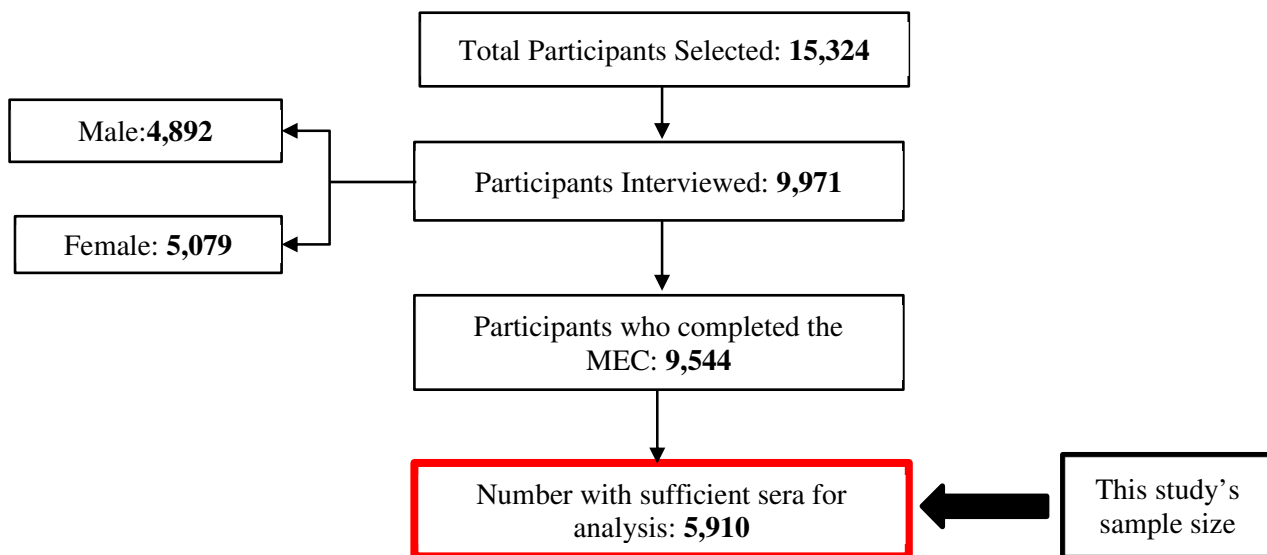 Total Participants Selected: 15,324
Male:4,892
Participants Interviewed: 9,971
Female: 5,079
Participants who completed the
MEC: 9,544
Number with sufficient sera for
analysis: 5,910
This study’s
sample size